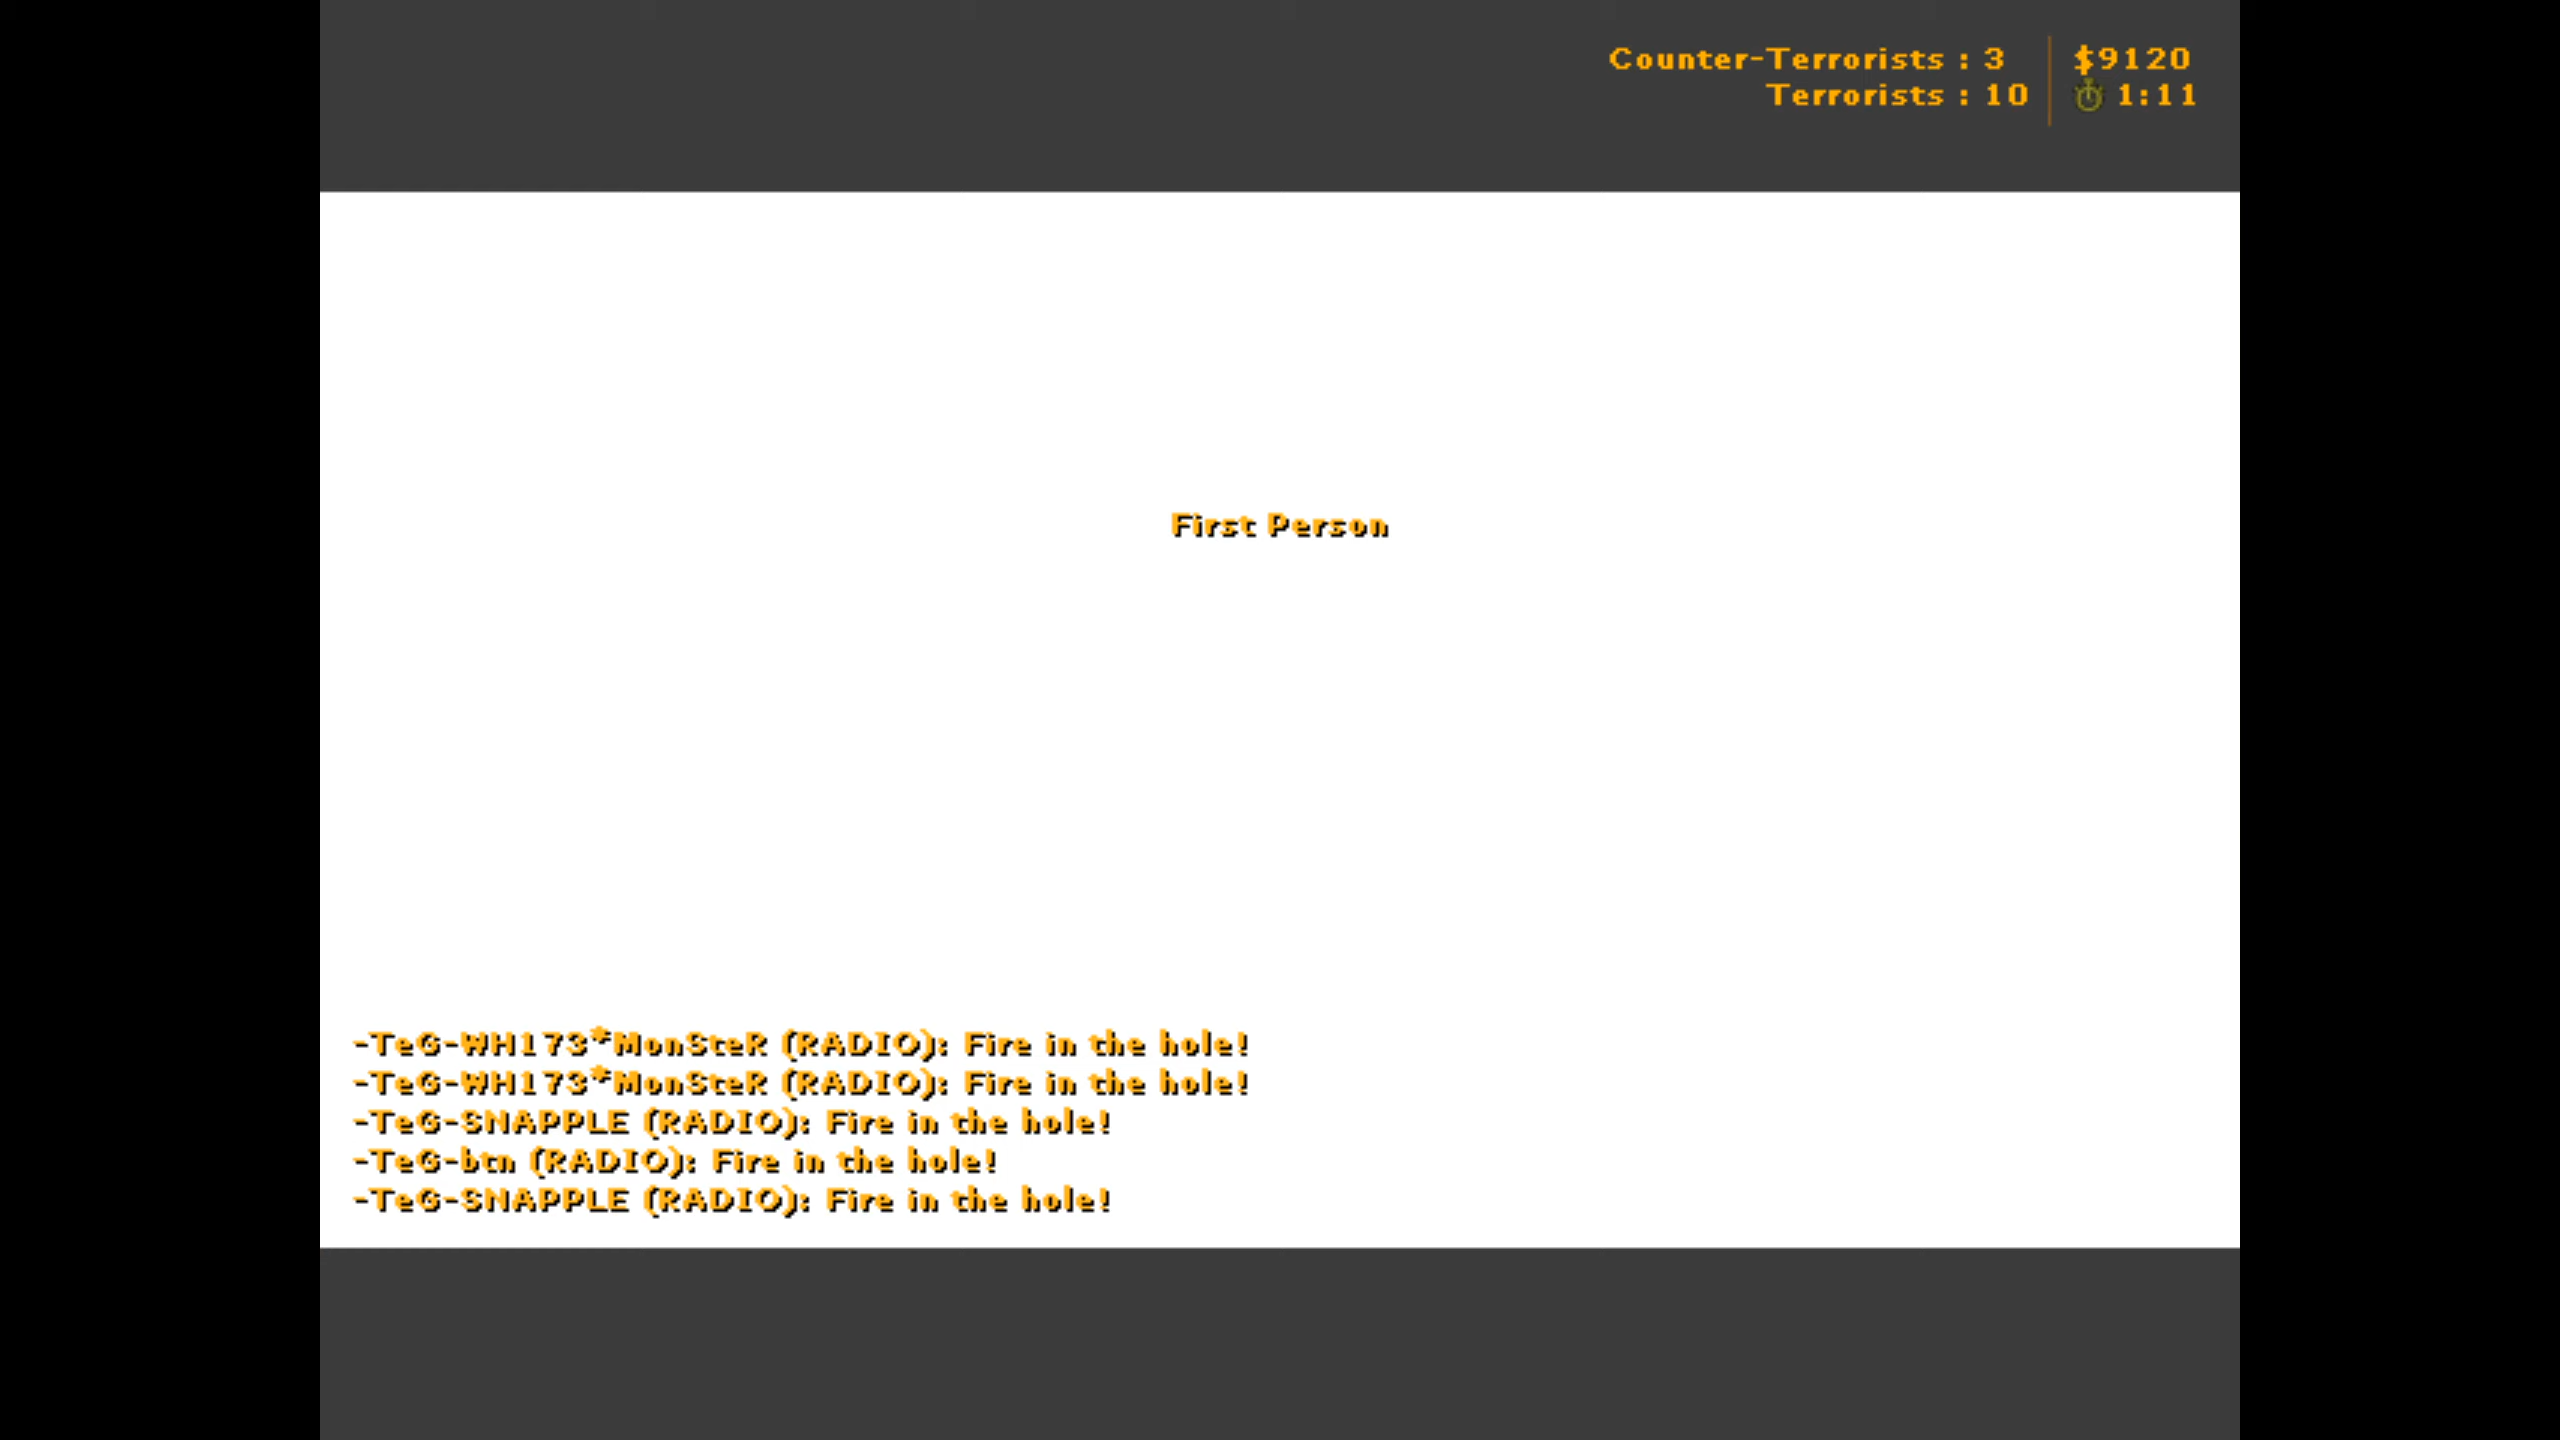 Counter-Terrorists : 3 $9120
Terrorists : 10 1:11
First Person
-TeG-WH173*MonSteR (RADIO): Fire in the hole!
-TeG-WH173*MonSteR (RADIO): Fire in the hole!
-TeG-SNAPPLE (RADIO): Fire in the hole!
-TeG-btn (RADIO): Fire in the hole!
-TeG-SNAPPLE (RADIO): Fire in the hole!